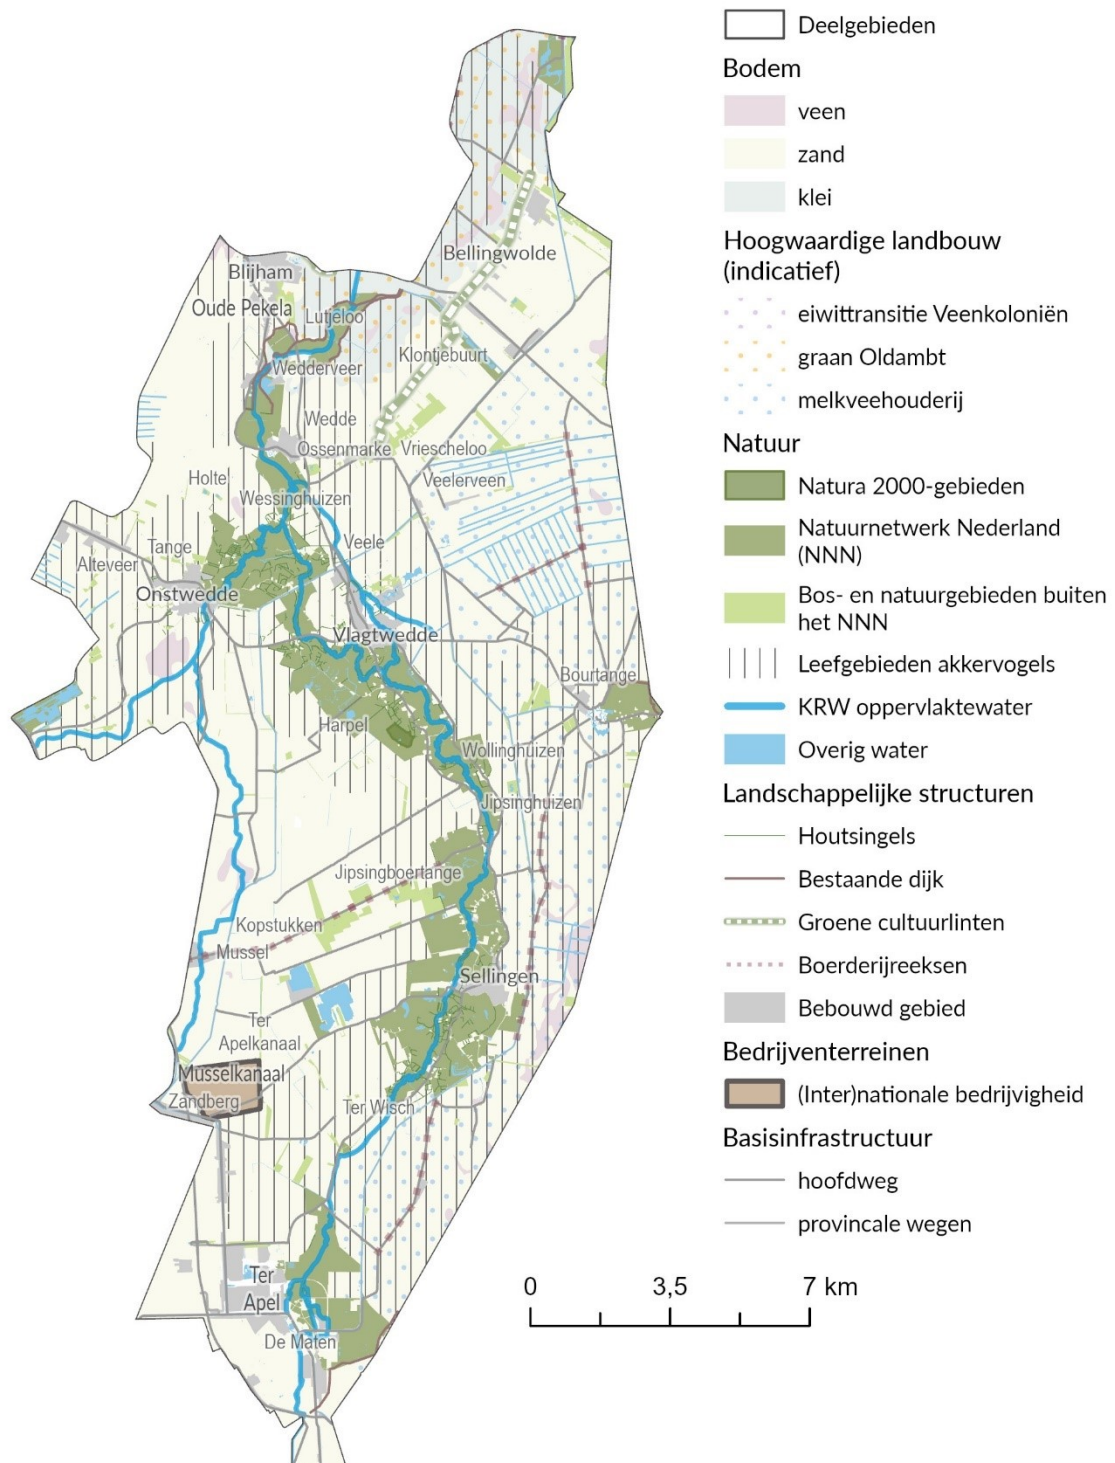 Deelgebieden
Bodem
veen
zand
klei
Hoogwaardige landbouw
(indicatief)
eiwittransitie Veenkoloniën
graan Oldambt
melkveehouderij
Natuur
Natura 2000-gebieden
Natuurnetwerk Nederland
(NNN)
Bos- en natuurgebieden buiten
het NNN
Leefgebieden akkervogels
KRW oppervlaktewater
Overig water
Landschappelijke structuren
Houtsingels
Bestaande dijk
Groene cultuurlinten
Boerderijreeksen
Bebouwd gebied
Bedrijventerreinen
(Inter)nationale bedrijvigheid
Basisinfrastructuur
hoofdweg
provincale wegen
0 3,5 7 km
Bellingwolde
Blijham
Oude Pekela
Lutjeloo
Klontjebuurt
Wedderveer
Wedde
Ossenmarke
Vriescheloo
Holte
Veelerveen
Wessinghuizen
Tange
Veele
Alteveer
Onstwedde
Vlagtwedde
Bourtange
Harpel
Wollinghuizen
Jipsinghuizen
Jipsingboertange
Kopstukken
Mussel
Sellingen
Ter
Apelkanaal
Musselkanaal
Zandberg
Ter Wisch
Ter
Apel
De Maten